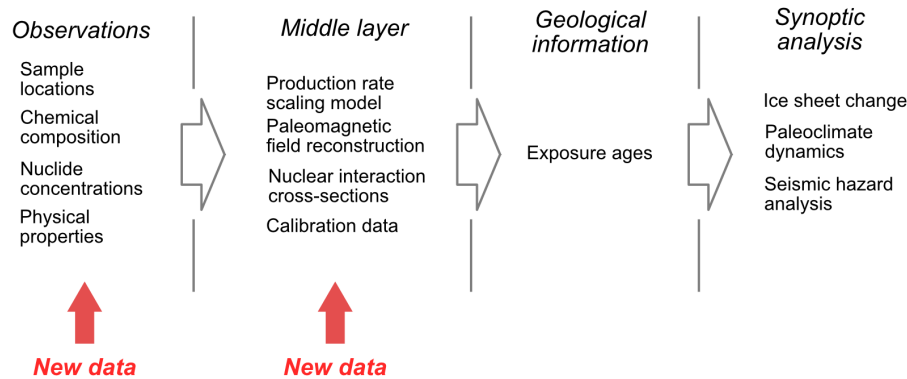 Observations
Sample
locations
Chemical
composition
Nuclide
concentrations
Physical
properties
New data
Middle layer
Production rate
scaling model
Paleomagnetic
field reconstruction
Nuclear interaction
cross-sections
Calibration data
New data
Geological
information
Exposure ages
Synoptic
analysis
Ice sheet change
Paleoclimate
dynamics
Seismic hazard
analysis